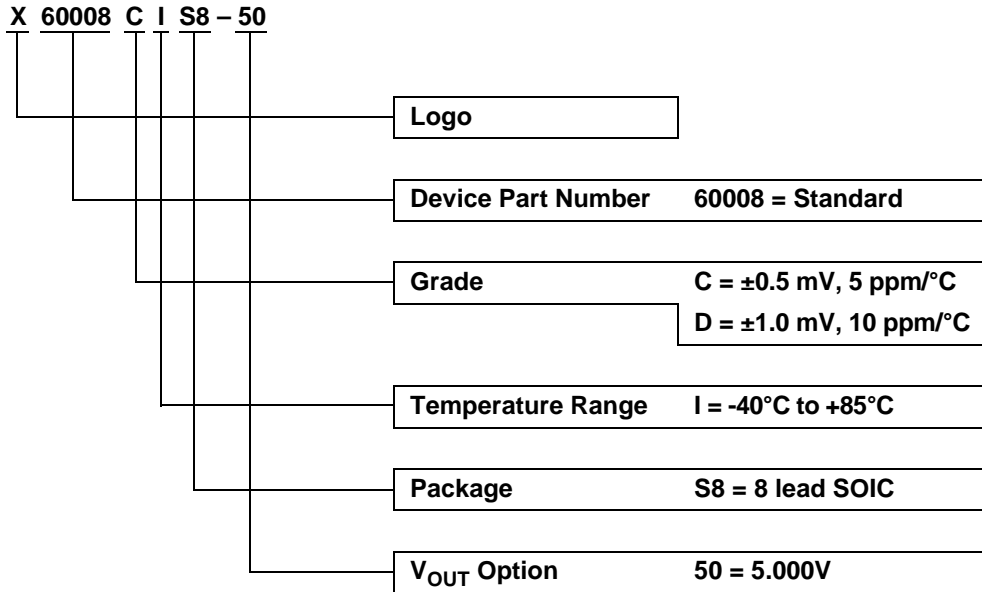 X 60008 C I S8 – 50
Logo
Device Part Number 60008 = Standard
Grade C = ±0.5 mV, 5 ppm/°C
D = ±1.0 mV, 10 ppm/°C
Temperature Range I = -40°C to +85°C
Package S8 = 8 lead SOIC
VOUT Option 50 = 5.000V